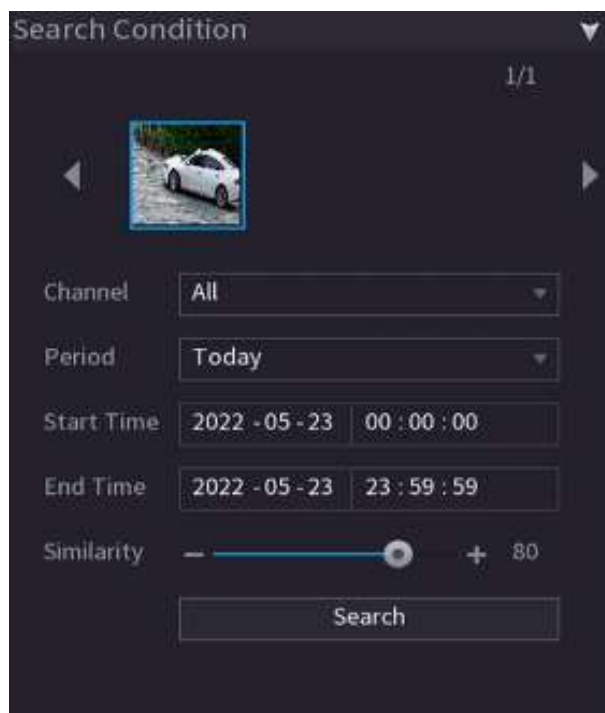 Search Condition
1/1
Channel All
Period Today
Start Time 2022 - 05 - 23 00 : 00 : 00
End Time 2022 - 05 - 23 23 : 59 : 59
Similarity 80
Search